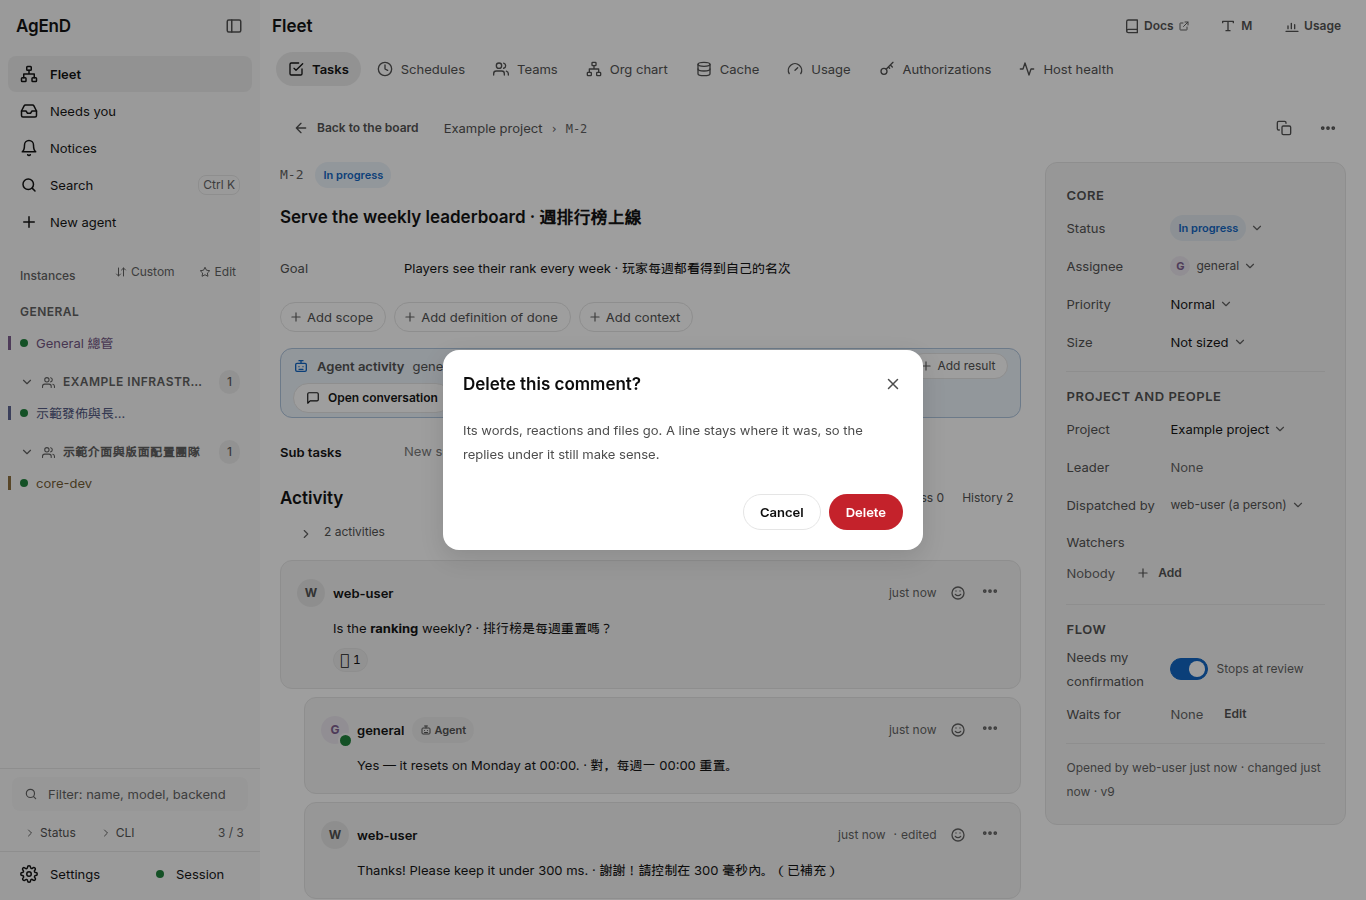 AgEnD
Fleet
Needs you
Notices
Search Ctrl K
New agent
Instances Custom Edit
GENERAL
General 總管
EXAMPLE INFRASTR... 1
示範發佈與長...
示範介面與版面配置團隊 1
core-dev
Filter: name, model, backend
Status CLI 3 / 3
Settings Session
Fleet
Docs M Usage
Tasks Schedules Teams Org chart Cache Usage Authorizations Host health
Back to the board Example project › M-2
M-2 In progress
Serve the weekly leaderboard · 週排行榜上線
Goal Players see their rank every week · 玩家每週都看得到自己的名次
Add scope Add definition of done Add context
Agent activity Add result
Open conversation
Sub tasks
Activity History 2
2 activities
Delete this comment?
Its words, reactions and files go. A line stays where it was, so the
replies under it still make sense.
Cancel Delete
W web-user just now
Is the ranking weekly? · 排行榜是每週重置嗎？
1
G general Agent just now
Yes — it resets on Monday at 00:00. · 對，每週一 00:00 重置。
W web-user just now · edited
Thanks! Please keep it under 300 ms. · 謝謝！請控制在 300 毫秒內。（已補充）
CORE
Status In progress
Assignee G general
Priority Normal
Size Not sized
PROJECT AND PEOPLE
Project Example project
Leader None
Dispatched by web-user (a person)
Watchers
Nobody Add
FLOW
Needs my
confirmation Stops at review
Waits for None Edit
Opened by web-user just now · changed just
now · v9